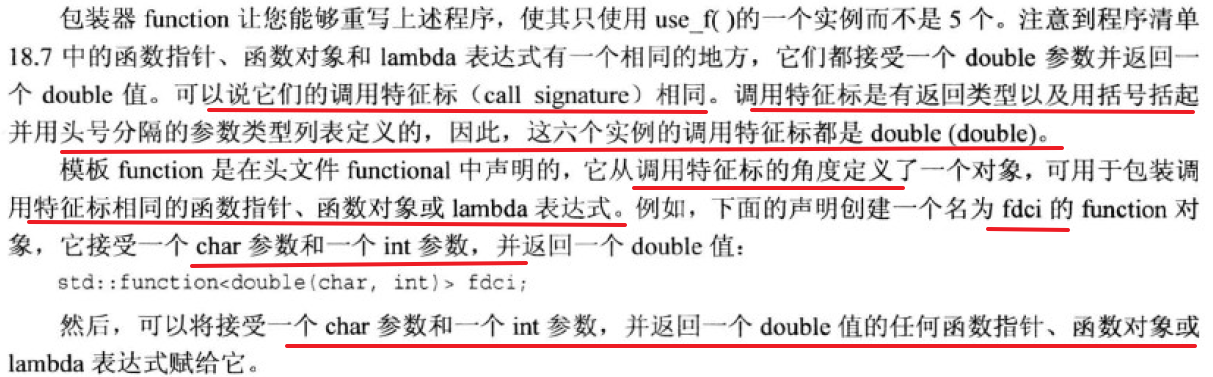 包装器 function 让您能够重写上述程序，使其只使用 use_f( )的一个实例而不是 5 个。注意到程序清单
18.7 中的函数指针、函数对象和 lambda 表达式有一个相同的地方，它们都接受一个 double 参数并返回一
个 double 值。可以说它们的调用特征标（call signature）相同。调用特征标是有返回类型以及用括号括起
并用头号分隔的参数类型列表定义的，因此，这六个实例的调用特征标都是 double (double)。
模板 function 是在头文件 functional 中声明的，它从调用特征标的角度定义了一个对象，可用于包装调
用特征标相同的函数指针、函数对象或 lambda 表达式。例如，下面的声明创建一个名为 fdci 的 function 对
象，它接受一个 char 参数和一个 int 参数，并返回一个 double 值：
std::function<double(char, int)> fdci;
然后，可以将接受一个 char 参数和一个 int 参数，并返回一个 double 值的任何函数指针、函数对象或
lambda 表达式赋给它。